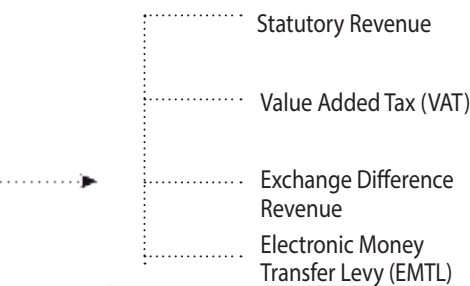 Statutory Revenue
Value Added Tax (VAT)
Exchange Difference
Revenue
Electronic Money
Transfer Levy (EMTL)